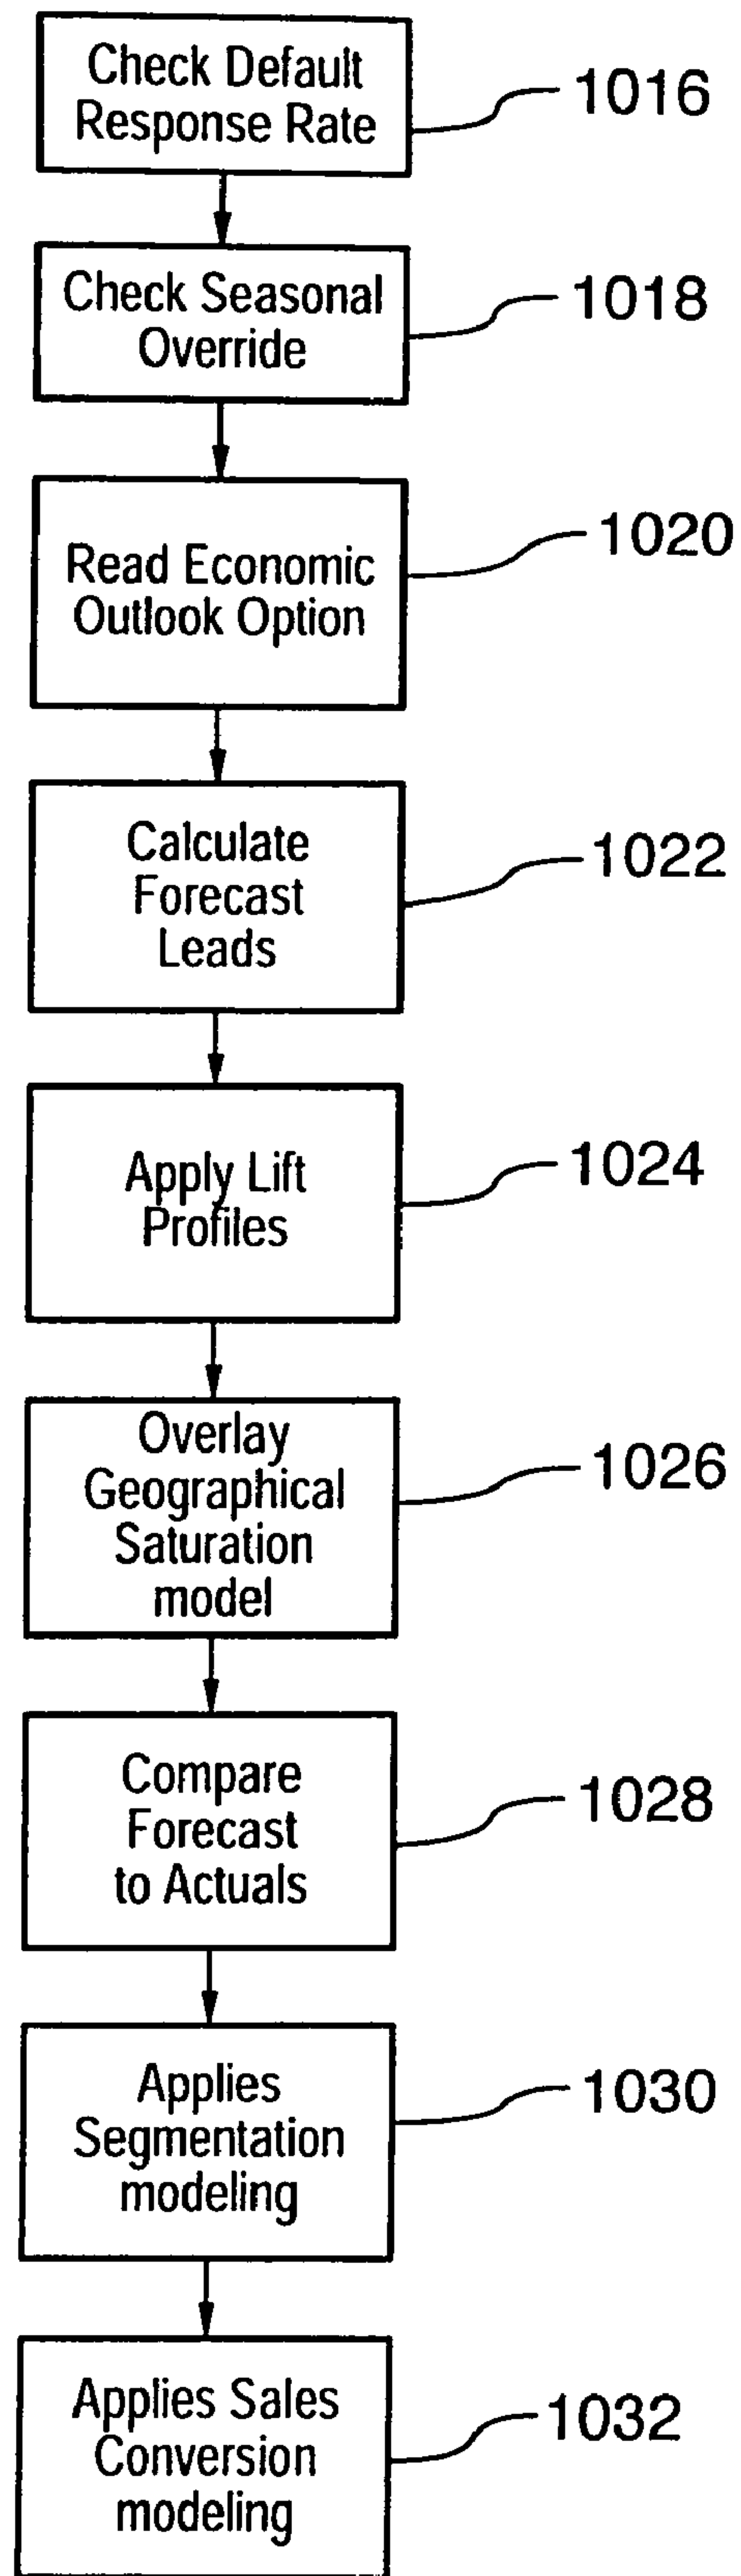 Check Default
Response Rate
1016
Check Seasonal
Override
1018
Read Economic
Outlook Option
1020
Calculate
Forecast
Leads
1022
Apply Lift
Profiles
1024
Overlay
Geographical
Saturation
model
1026
Compare
Forecast
to Actuals
1028
Applies
Segmentation
modeling
1030
Applies Sales
Conversion
modeling
1032